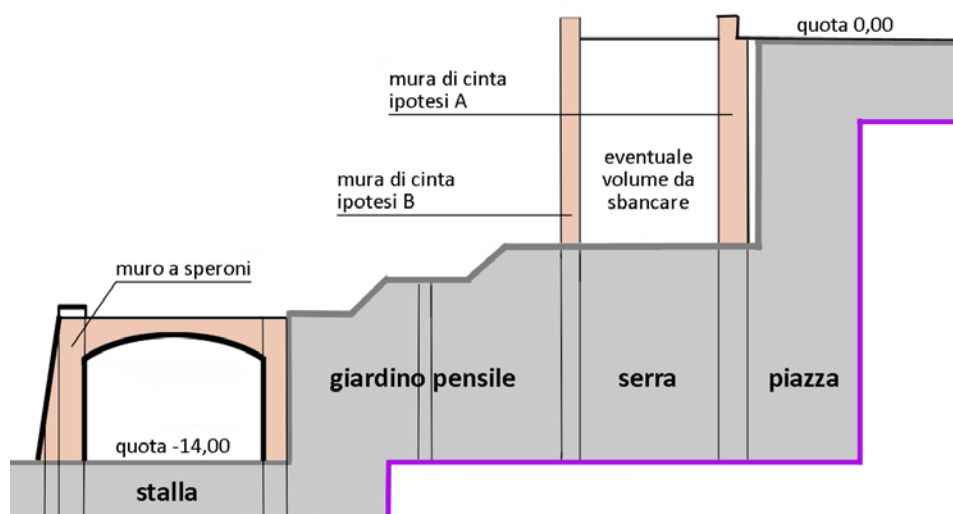 quota 0,00
mura di cinta
ipotesi A
eventuale
volume da
sbancare
mura di cinta
ipotesi B
muro a speroni
giardino pensile
serra
piazza
quota -14,00
stalla